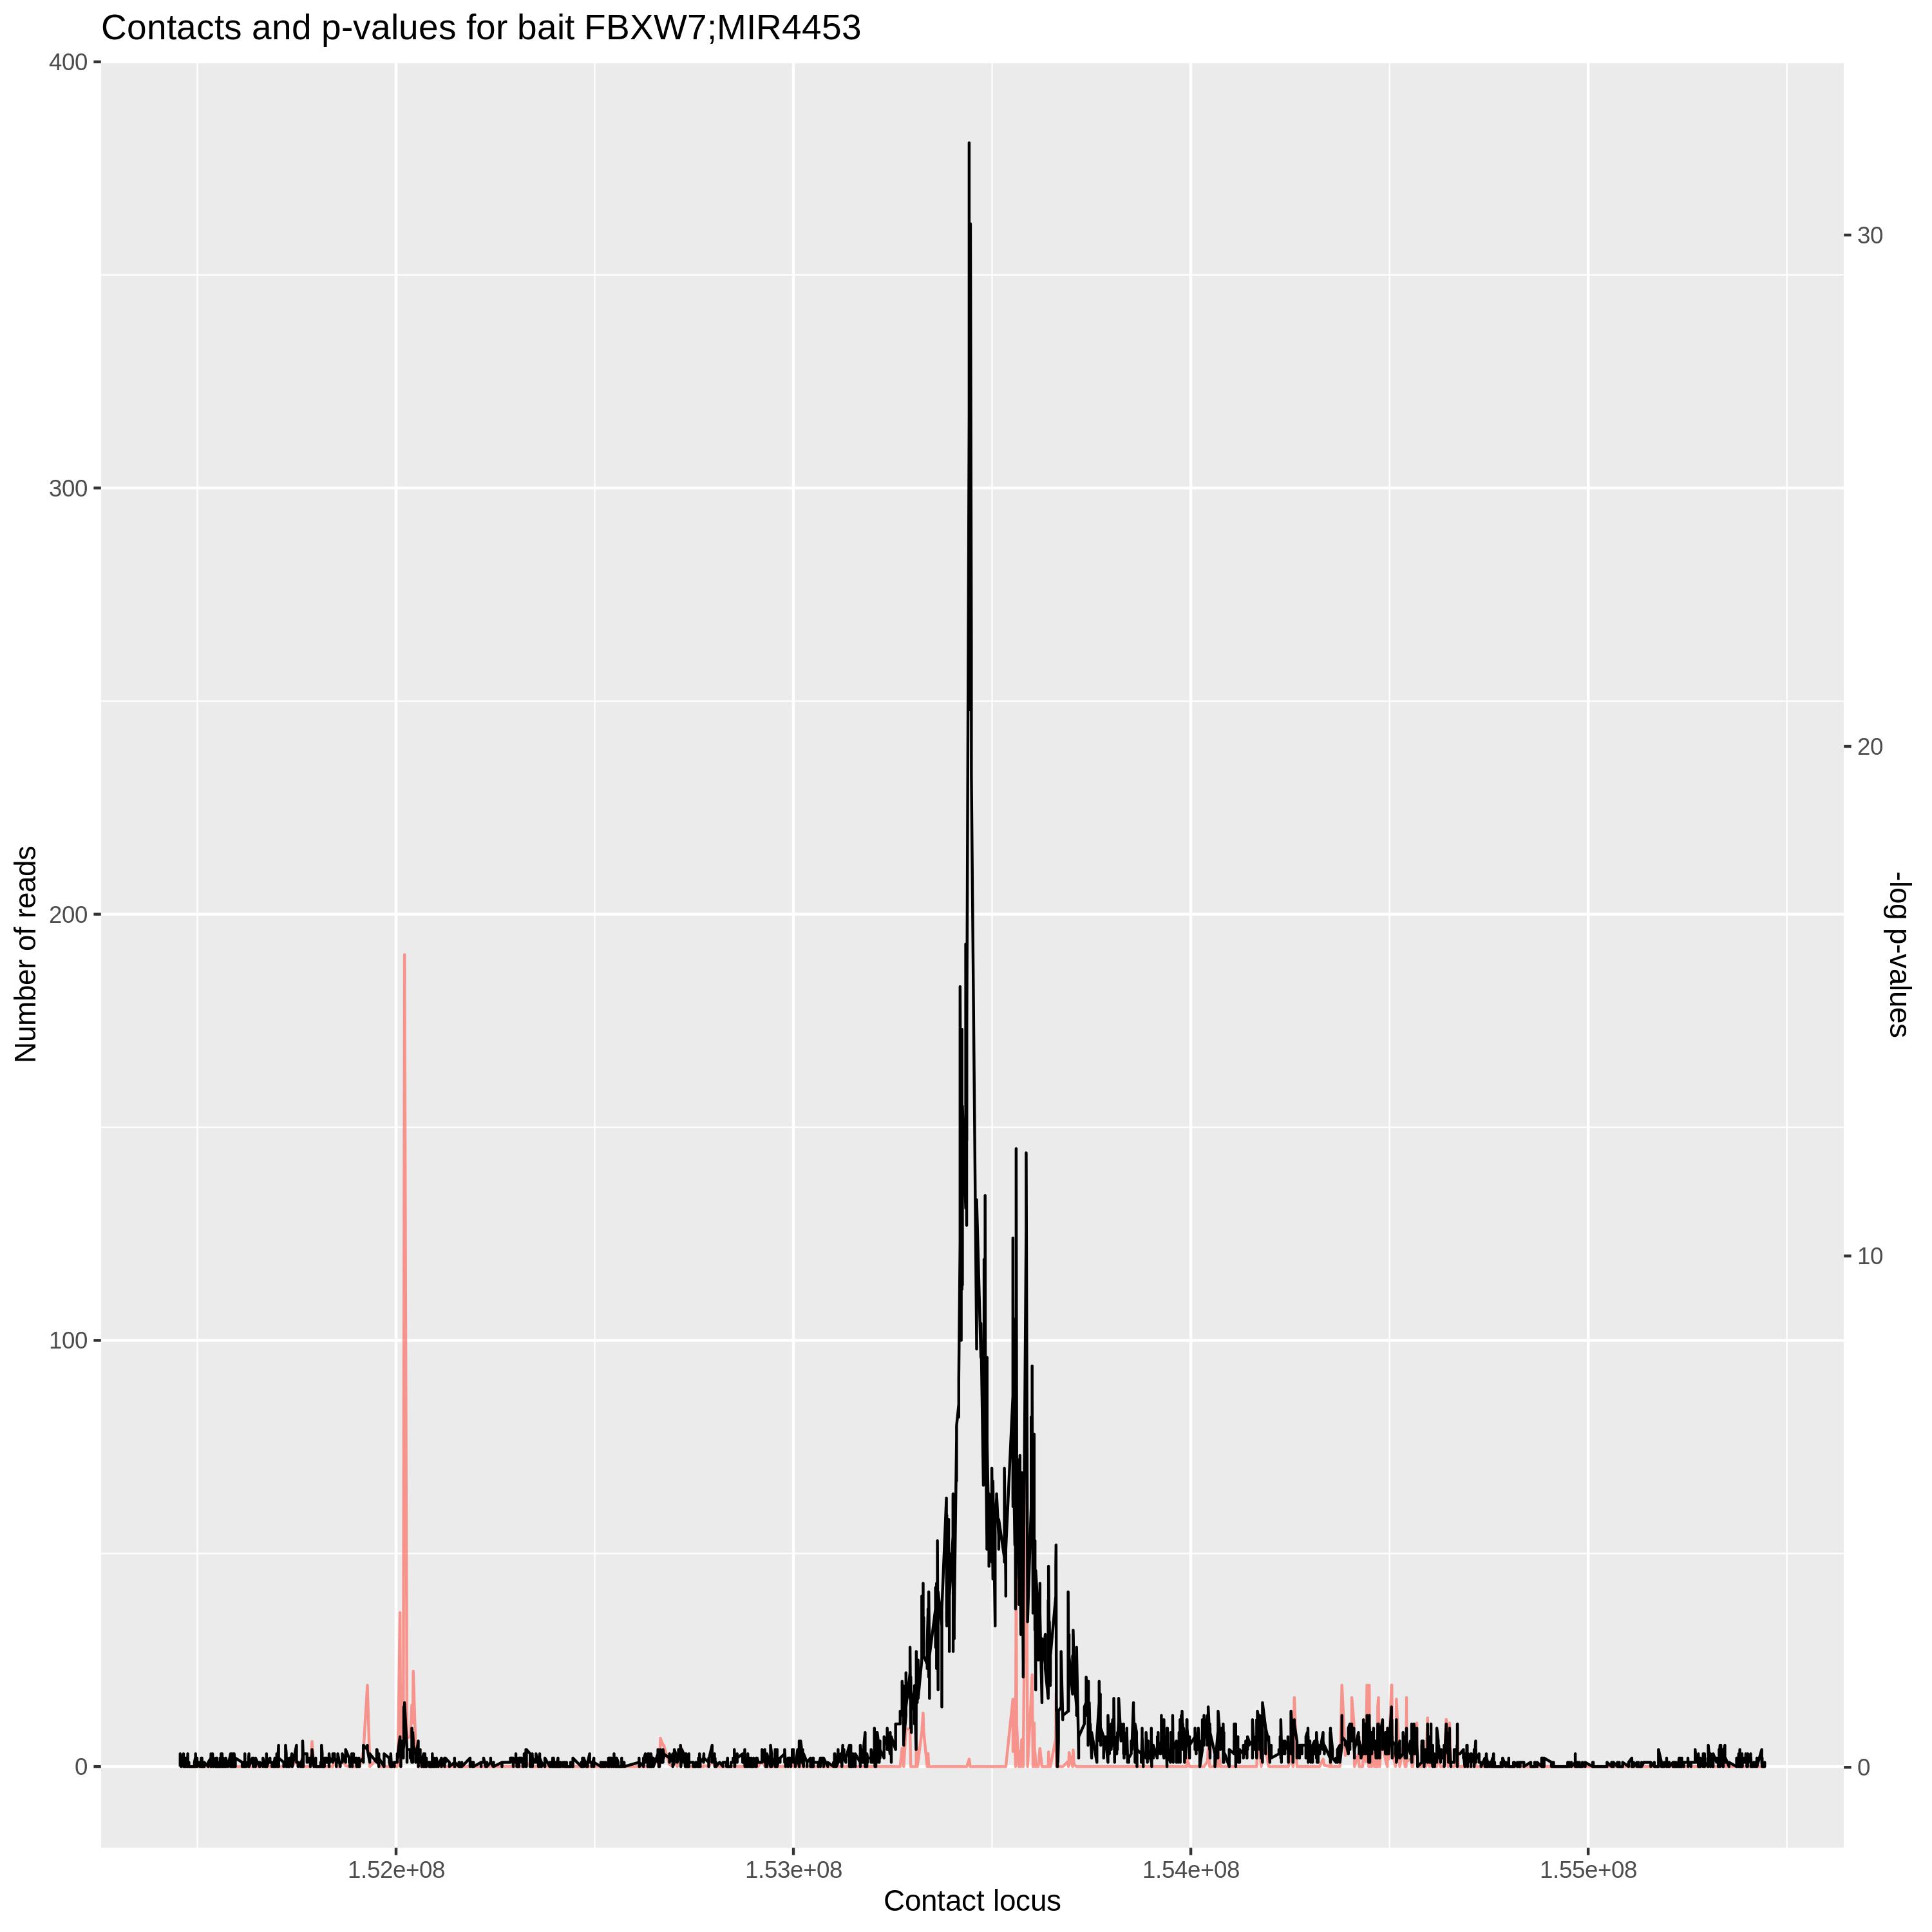 Contacts and p-values for bait FBXW7;MIR4453
400
300
200
100
0
Number of reads
30
20
10
0
-log p-values
1.52e+08 1.53e+08 1.54e+08 1.55e+08
Contact locus